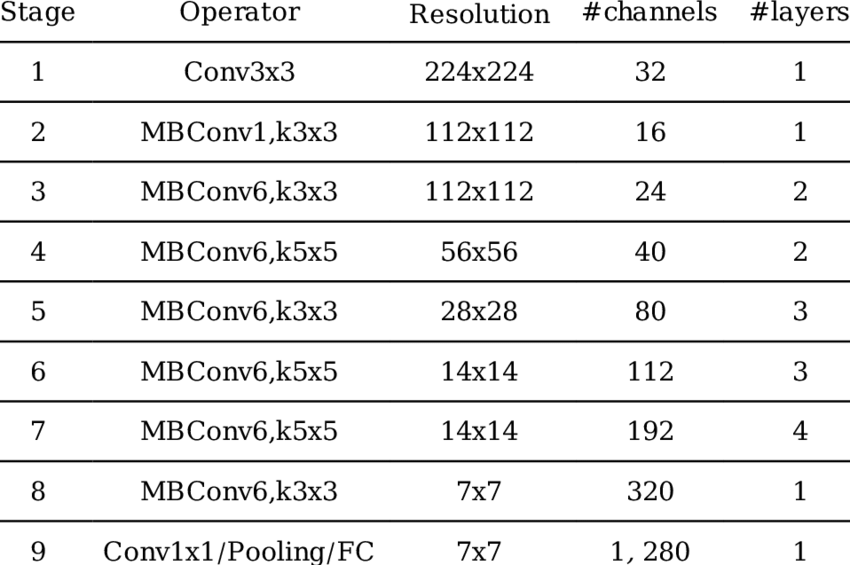 Stage Operator Resolution #channels #layers
1 Conv3x3 224x224 32 1
2 MBConv1,k3x3 112x112 16 1
3 MBConv6,k3x3 112x112 24 2
4 MBConv6,k5x5 56x56 40 2
5 MBConv6,k3x3 28x28 80 3
6 MBConv6,k5x5 14x14 112 3
7 MBConv6,k5x5 14x14 192 4
8 MBConv6,k3x3 7x7 320 1
9 Conv1x1/Pooling/FC 7x7 1, 280 1